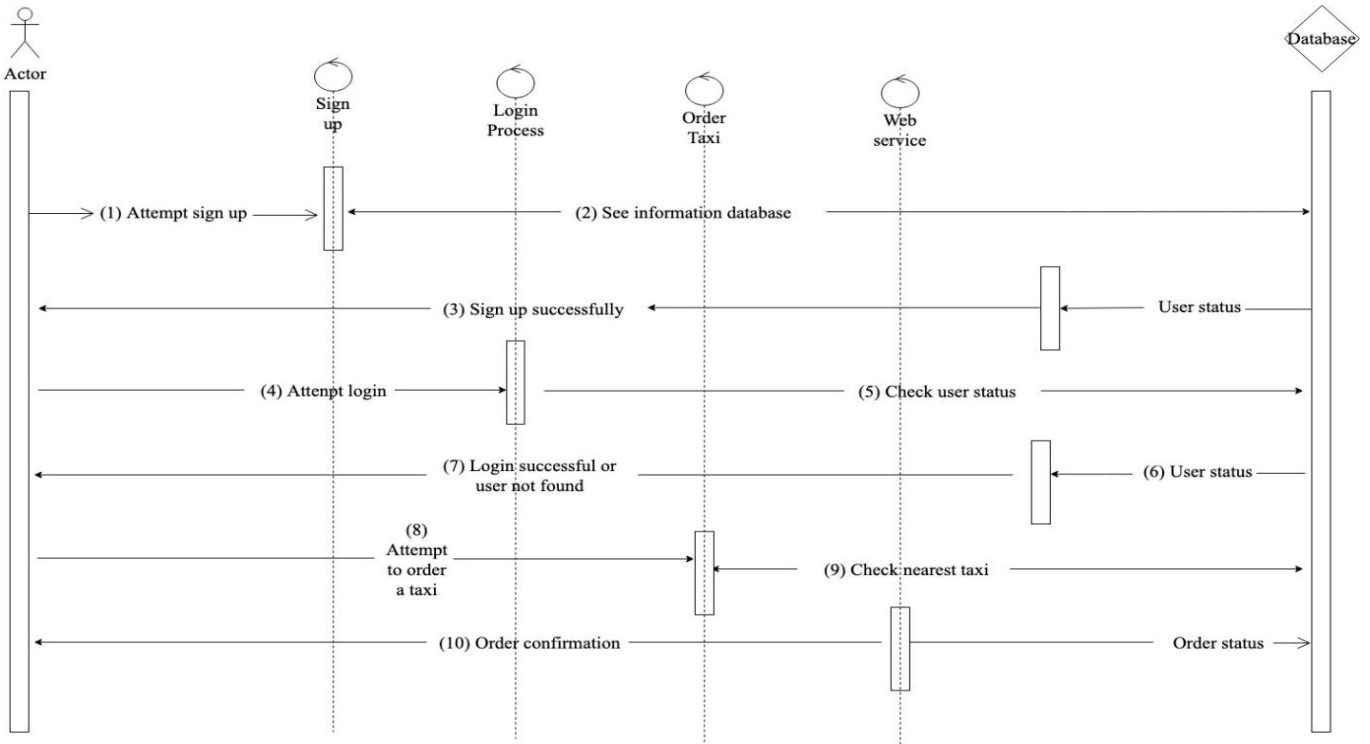 Actor
Database
Sign
up
Login
Process
Order
Taxi
Web
service
(1) Attempt sign up
(2) See information database
(3) Sign up successfully
User status
(4) Attenpt login
(5) Check user status
(7) Login successful or
user not found
(6) User status
(8)
Attempt
to order
a taxi
(9) Check nearest taxi
(10) Order confirmation
Order status